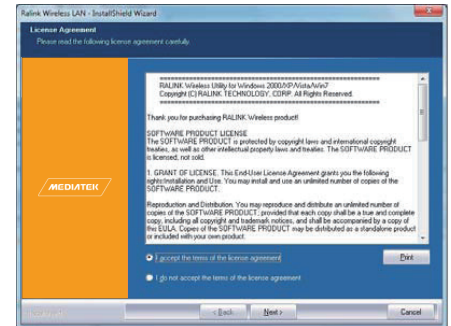 Ralink Wireless LAN - InstallShield Wizard
License Agreement
Please read the following license agreement carefully.
RALINK Wireless Utility for Windows 2000/XP/Vista/Win7
Copyright (C) RALINK TECHNOLOGY, CORP. All Rights Reserved.
Thank you for purchasing RALINK Wireless product!
SOFTWARE PRODUCT LICENSE
The SOFTWARE PRODUCT is protected by copyright laws and international copyright
treaties, as well as other intellectual property laws and treaties. The SOFTWARE PRODUCT
is licensed, not sold.
1. GRANT OF LICENSE. This End-User License Agreement grants you the following
rights:Installation and Use. You may install and use an unlimited number of copies of the
SOFTWARE PRODUCT.
Reproduction and Distribution. You may reproduce and distribute an unlimited number of
copies of the SOFTWARE PRODUCT; provided that each copy shall be a true and complete
copy, including all copyright and trademark notices, and shall be accompanied by a copy of
the EULA. Copies of the SOFTWARE PRODUCT may be distributed as a standalone product
or included with your own product.
MEDIATEK
I accept the terms of the license agreement
Print
I do not accept the terms of the license agreement
InstallShield
< Back
Next >
Cancel